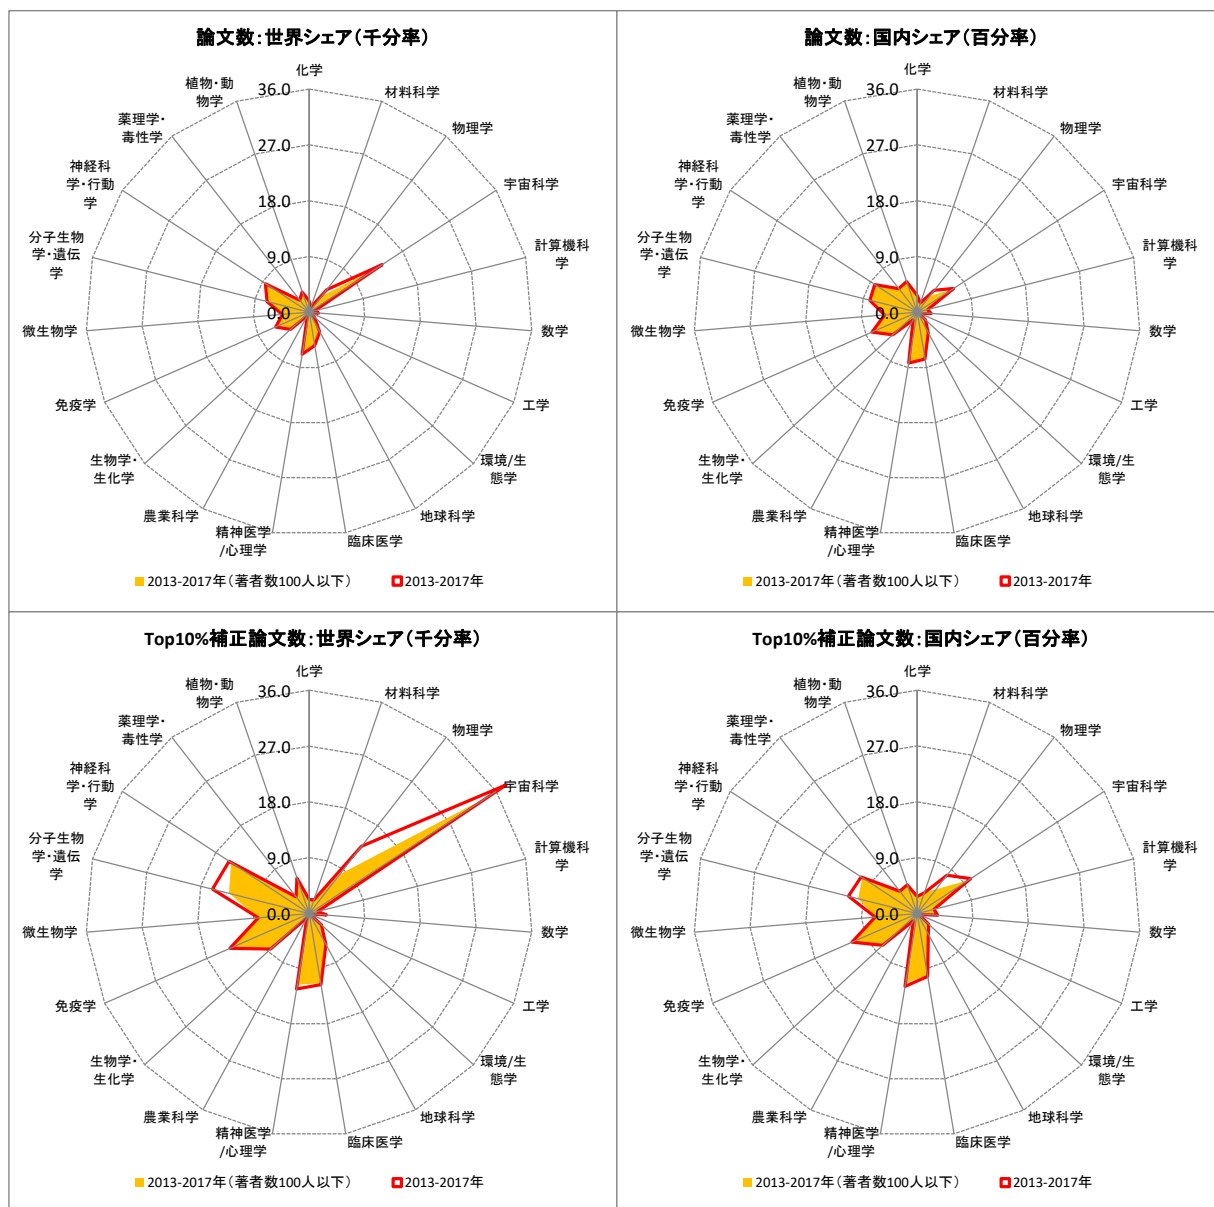 論文数：世界シェア（千分率）
化学
材料科学
物理学
宇宙科学
計算機科
学
数学
工学
環境/生
態学
地球科学
臨床医学
精神医学
/心理学
農業科学
生物学・
生化学
免疫学
微生物学
分子生物
学・遺伝
学
神経科
学・行動
学
薬理学・
毒性学
植物・動
物学
36.0
27.0
18.0
9.0
0.0
2013-2017年（著者数100人以下）
2013-2017年
論文数：国内シェア（百分率）
化学
材料科学
物理学
宇宙科学
計算機科
学
数学
工学
環境/生
態学
地球科学
臨床医学
精神医学
/心理学
農業科学
生物学・
生化学
免疫学
微生物学
分子生物
学・遺伝
学
神経科
学・行動
学
薬理学・
毒性学
植物・動
物学
36.0
27.0
18.0
9.0
0.0
2013-2017年（著者数100人以下）
2013-2017年
Top10%補正論文数：世界シェア（千分率）
化学
材料科学
物理学
宇宙科学
計算機科
学
数学
工学
環境/生
態学
地球科学
臨床医学
精神医学
/心理学
農業科学
生物学・
生化学
免疫学
微生物学
分子生物
学・遺伝
学
神経科
学・行動
学
薬理学・
毒性学
植物・動
物学
36.0
27.0
18.0
9.0
0.0
2013-2017年（著者数100人以下）
2013-2017年
Top10%補正論文数：国内シェア（百分率）
化学
材料科学
物理学
宇宙科学
計算機科
学
数学
工学
環境/生
態学
地球科学
臨床医学
精神医学
/心理学
農業科学
生物学・
生化学
免疫学
微生物学
分子生物
学・遺伝
学
神経科
学・行動
学
薬理学・
毒性学
植物・動
物学
36.0
27.0
18.0
9.0
0.0
2013-2017年（著者数100人以下）
2013-2017年